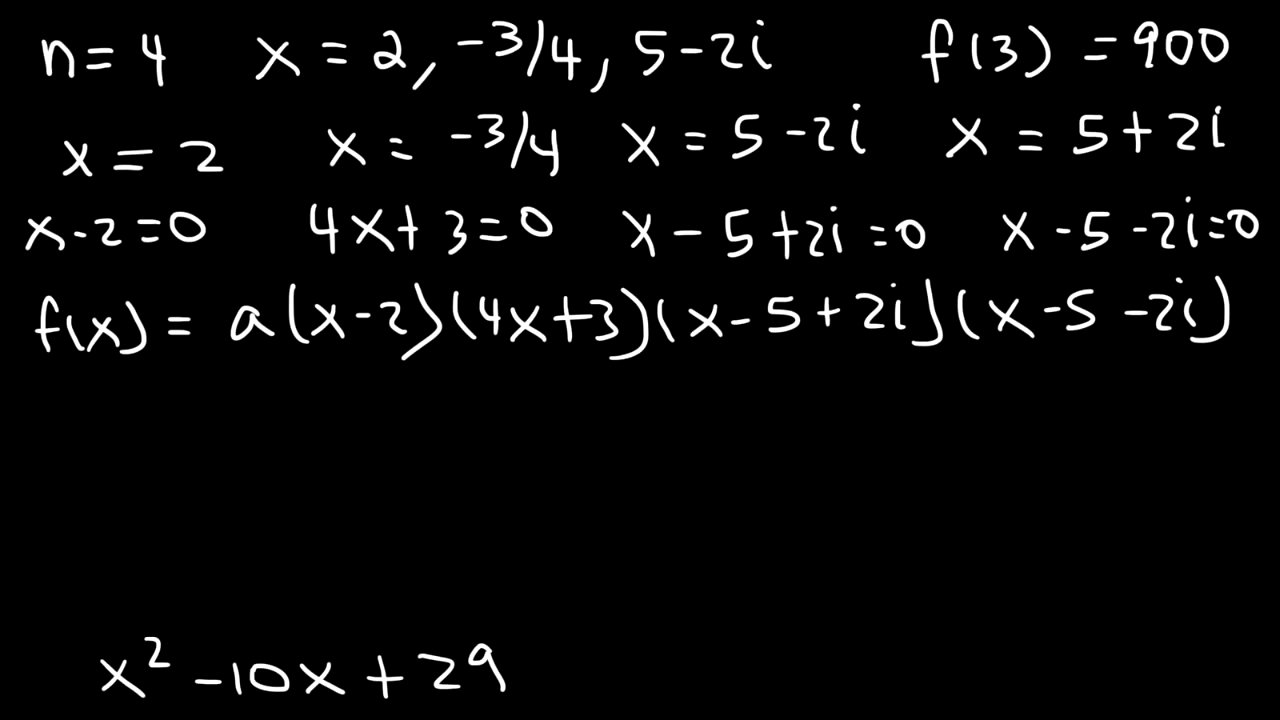 n = 4 x = 2, -3/4, 5-2i f(3) = 900
x = 2 x = -3/4 x = 5-2i x = 5+2i
x-2=0 4x+3=0 x-5+2i=0 x-5-2i=0
f(x) = a(x-2)(4x+3)(x-5+2i)(x-5-2i)
x² -10x + 29